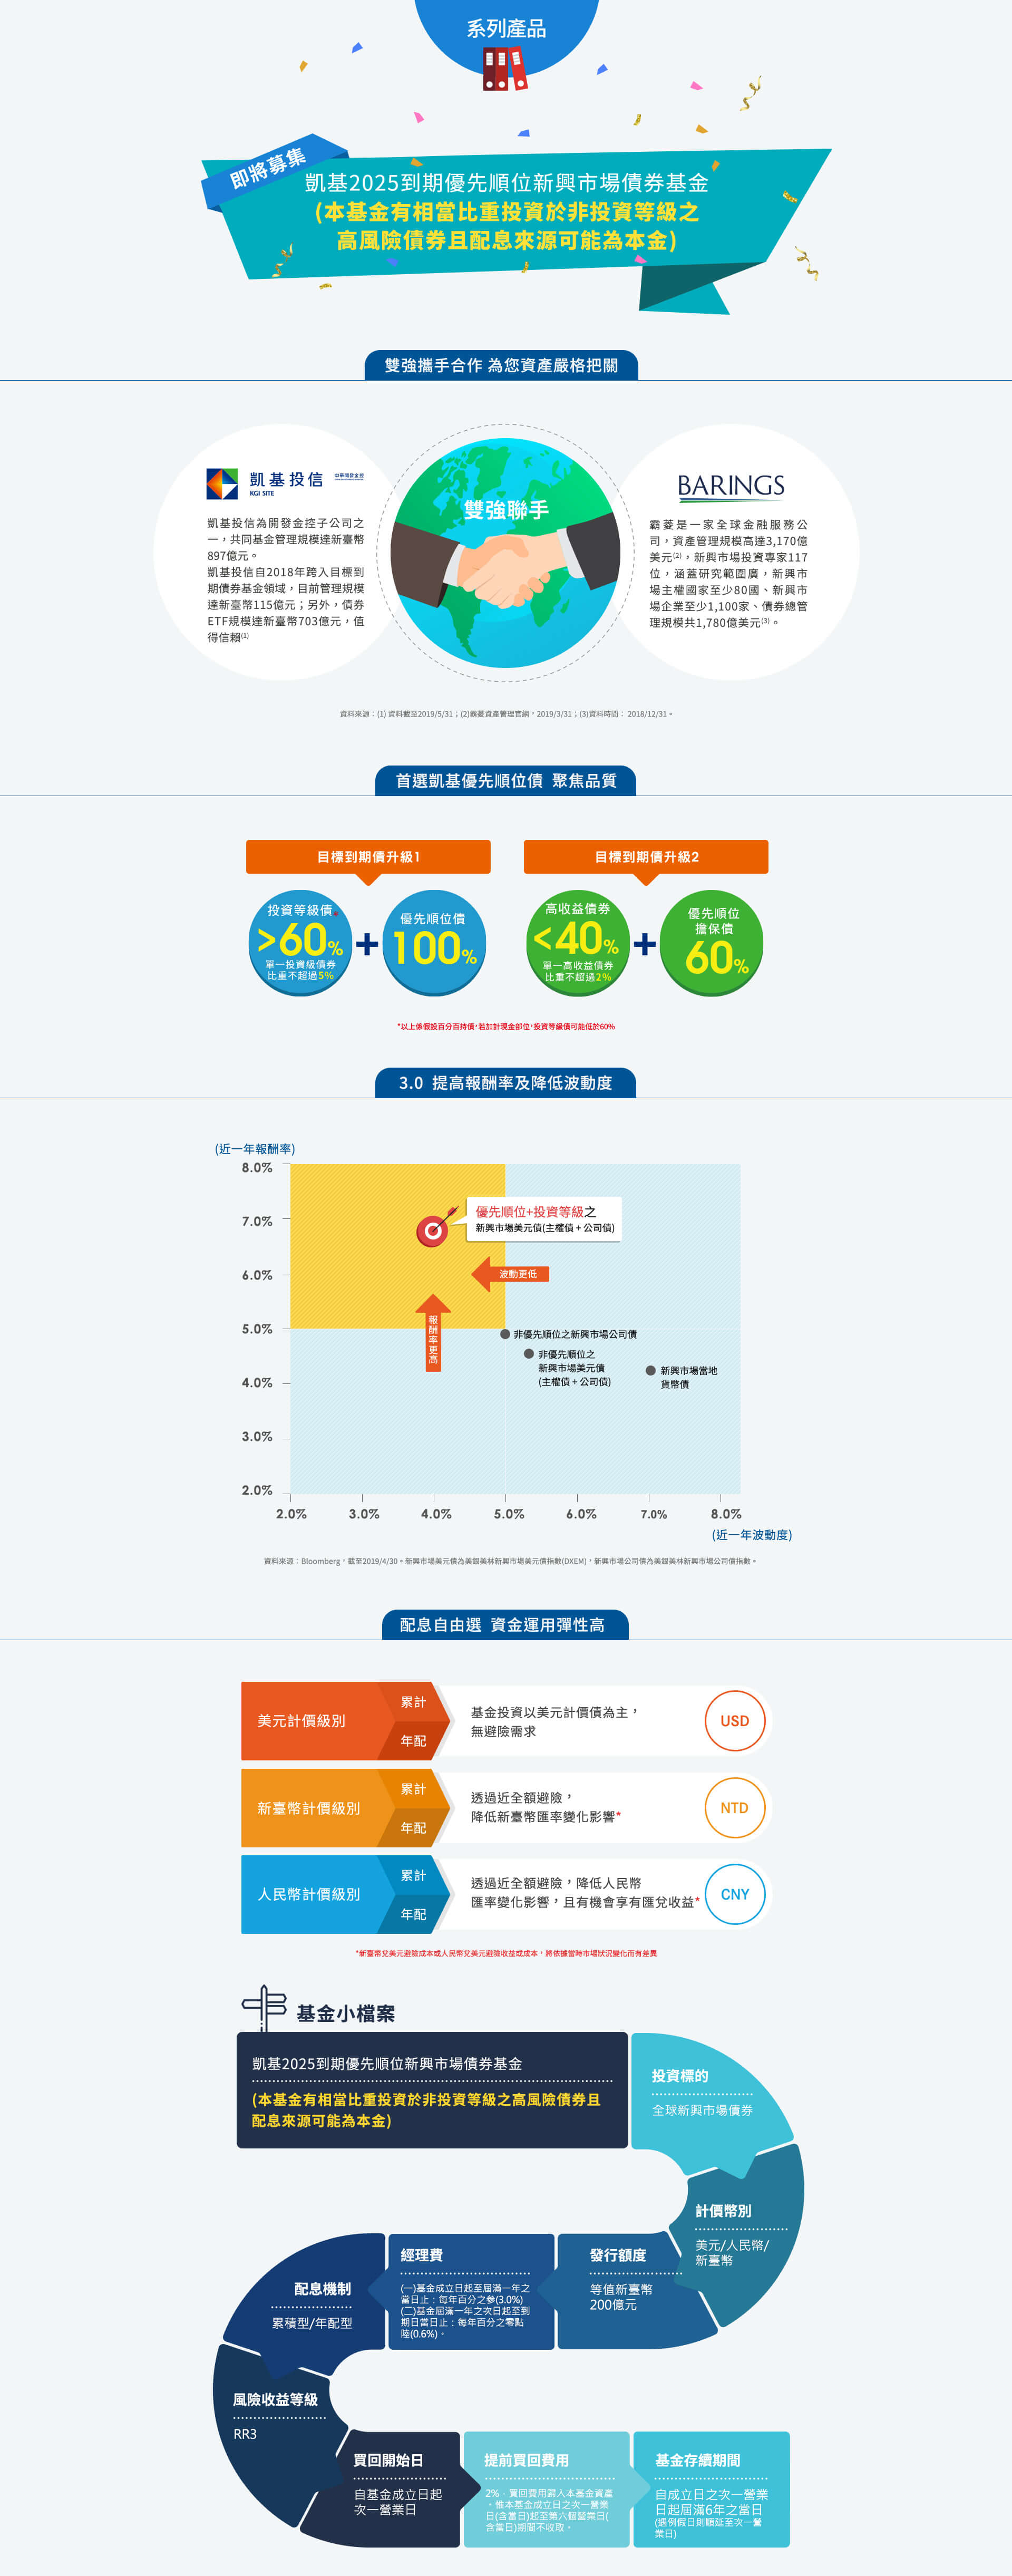 系列產品
即將募集
凱基2025到期優先順位新興市場債券基金
(本基金有相當比重投資於非投資等級之
高風險債券且配息來源可能為本金)
雙強攜手合作 為您資產嚴格把關
凱基投信
KGI SITE
中華開發金控
凱基投信為開發金控子公司之
一，共同基金管理規模達新臺幣
897億元。
凱基投信自2018年跨入目標到
期債券基金領域，目前管理規模
達新臺幣115億元；另外，債券
ETF規模達新臺幣703億元，值
得信賴(1)
雙強聯手
BARINGS
霸菱是一家全球金融服務公
司，資產管理規模高達3,170億
美元(2)，新興市場投資專家117
位，涵蓋研究範圍廣，新興市
場主權國家至少80國、新興市
場企業至少1,100家、債券總管
理規模共1,780億美元(3)。
資料來源：(1) 資料截至2019/5/31；(2)霸菱資產管理官網，2019/3/31；(3)資料時間： 2018/12/31。
首選凱基優先順位債 聚焦品質
目標到期債升級1
投資等級債*
>60%
單一投資級債券
比重不超過5%
+
優先順位債
100%
目標到期債升級2
高收益債券
<40%
單一高收益債券
比重不超過2%
+
優先順位
擔保債
60%
*以上係假設百分百持債，若加計現金部位，投資等級債可能低於60%
3.0 提高報酬率及降低波動度
(近一年報酬率)
8.0%
7.0%
6.0%
5.0%
4.0%
3.0%
2.0%
優先順位+投資等級之
新興市場美元債(主權債 + 公司債)
波動更低
報酬率更高
非優先順位之新興市場公司債
非優先順位之
新興市場美元債
(主權債 + 公司債)
新興市場當地
貨幣債
2.0% 3.0% 4.0% 5.0% 6.0% 7.0% 8.0%
(近一年波動度)
資料來源：Bloomberg，截至2019/4/30。新興市場美元債為美銀美林新興市場美元債指數(DXEM)，新興市場公司債為美銀美林新興市場公司債指數。
配息自由選 資金運用彈性高
美元計價級別
累計
年配
基金投資以美元計價債為主，
無避險需求
USD
新臺幣計價級別
累計
年配
透過近全額避險，
降低新臺幣匯率變化影響*
NTD
人民幣計價級別
累計
年配
透過近全額避險，降低人民幣
匯率變化影響，且有機會享有匯兌收益*
CNY
*新臺幣兌美元避險成本或人民幣兌美元避險收益或成本，將依據當時市場狀況變化而有差異
基金小檔案
凱基2025到期優先順位新興市場債券基金
(本基金有相當比重投資於非投資等級之高風險債券且
配息來源可能為本金)
投資標的
全球新興市場債券
計價幣別
美元/人民幣/
新臺幣
發行額度
等值新臺幣
200億元
經理費
(一)基金成立日起至屆滿一年之
當日止：每年百分之參(3.0%)
(二)基金屆滿一年之次日起至到
期日當日止：每年百分之零點
陸(0.6%)。
配息機制
累積型/年配型
風險收益等級
RR3
買回開始日
自基金成立日起
次一營業日
提前買回費用
2%，買回費用歸入本基金資產
，惟本基金成立日之次一營業
日(含當日)起至第六個營業日(
含當日)期間不收取。
基金存續期間
自成立日之次一營業
日起屆滿6年之當日
(遇例假日則順延至次一營
業日)